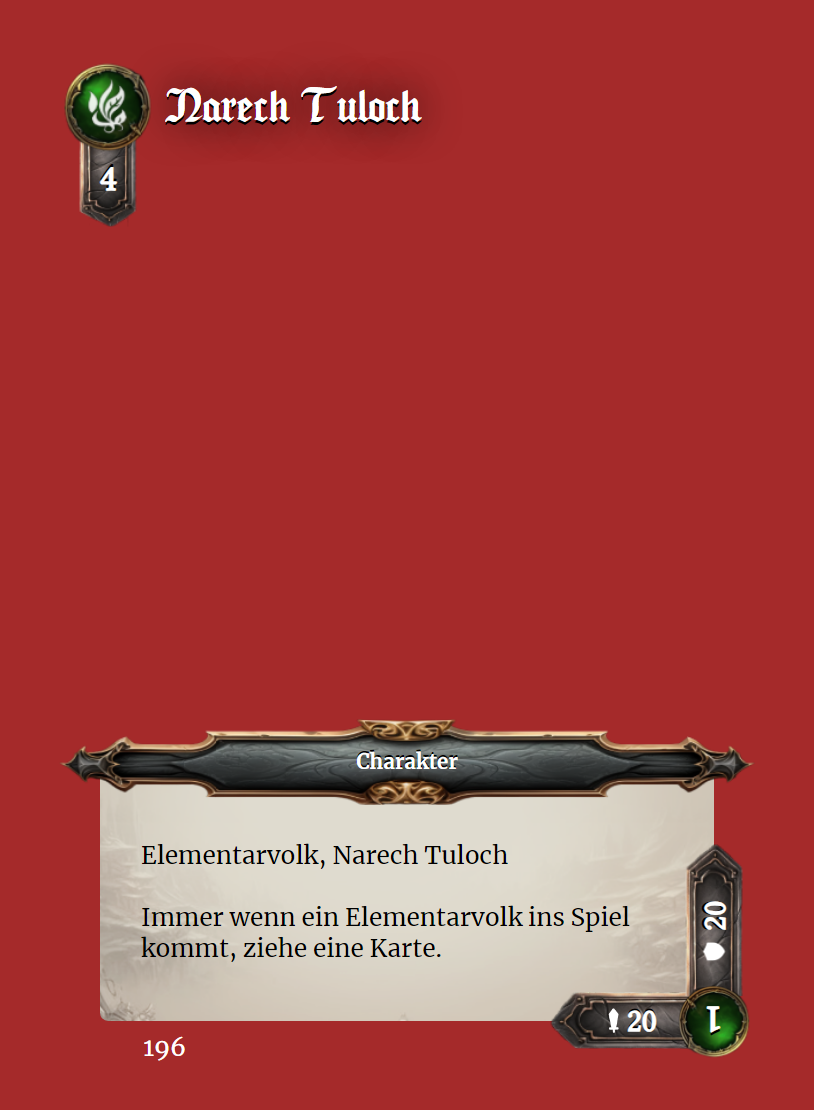 Narech Tuloch
4
Charakter
Elementarvolk, Narech Tuloch
Immer wenn ein Elementarvolk ins Spiel
kommt, ziehe eine Karte.
20
20
1
196